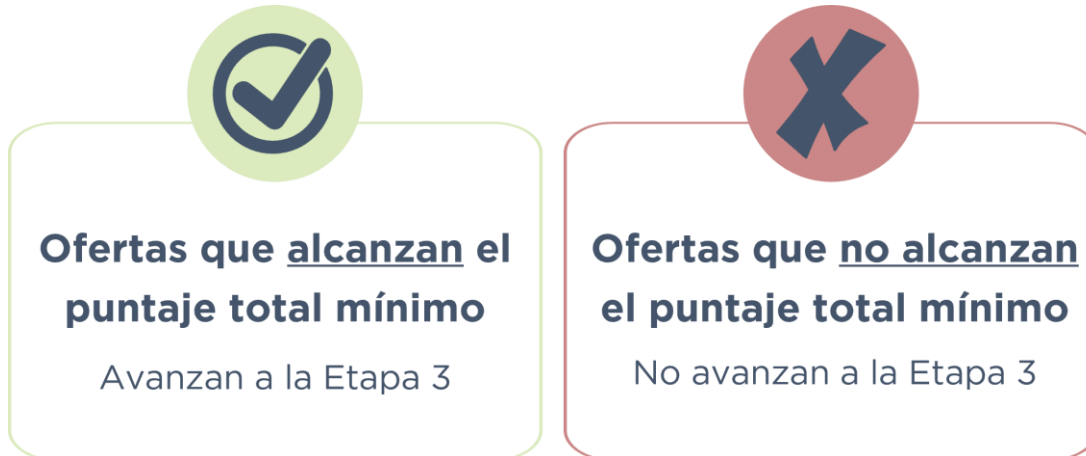 Ofertas que alcanzan el
puntaje total mínimo
Avanzan a la Etapa 3
Ofertas que no alcanzan
el puntaje total mínimo
No avanzan a la Etapa 3